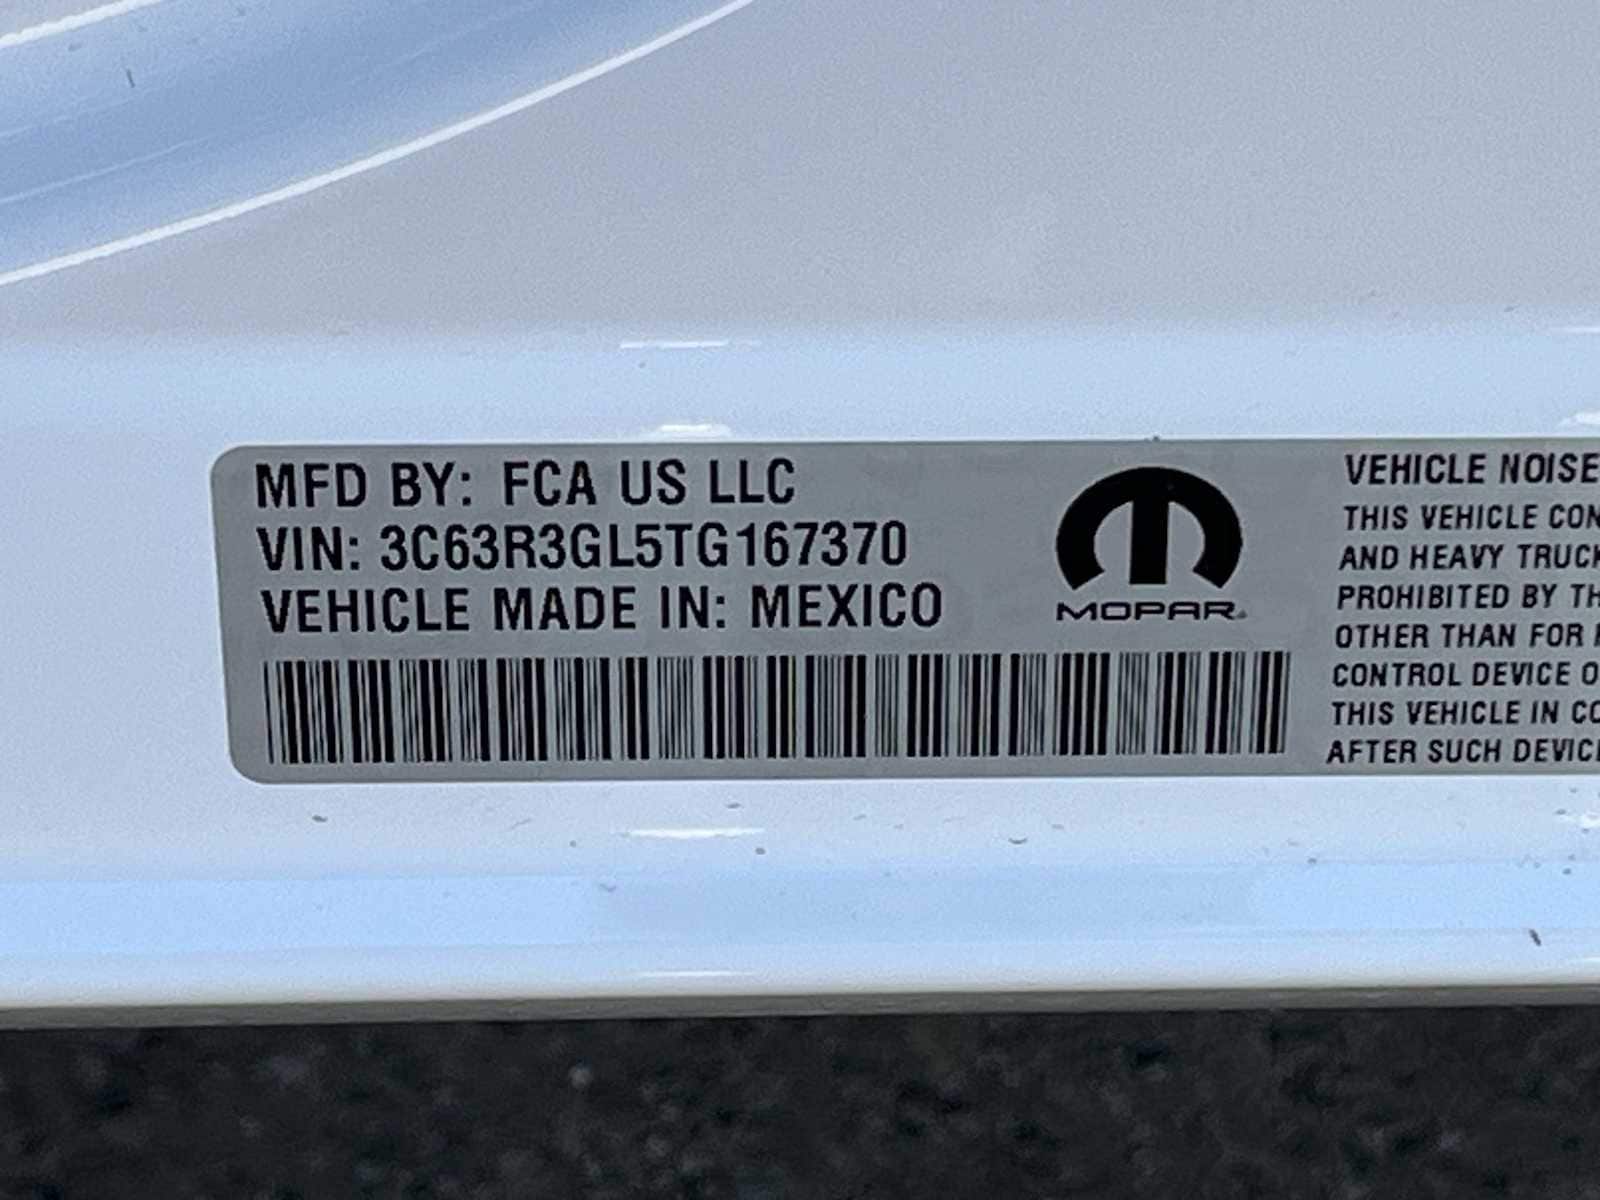 MFD BY: FCA US LLC
VIN: 3C63R3GL5TG167370
VEHICLE MADE IN: MEXICO
MOPAR
VEHICLE NOISE
THIS VEHICLE CON
AND HEAVY TRUCK
PROHIBITED BY TH
OTHER THAN FOR
CONTROL DEVICE O
THIS VEHICLE IN CO
AFTER SUCH DEVICE